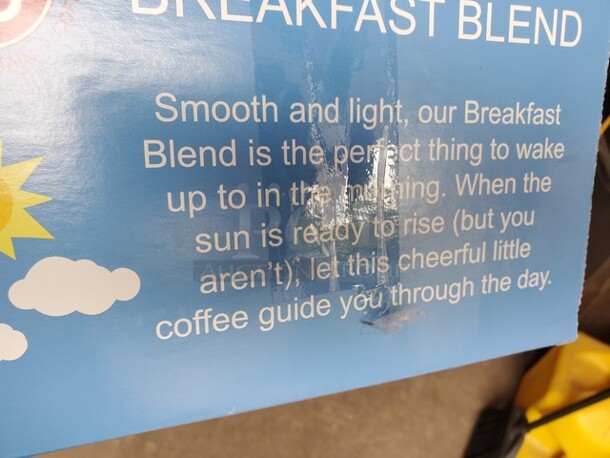 BREAKFAST BLEND
Smooth and light, our Breakfast
Blend is the perfect thing to wake
up to in the morning. When the
sun is ready to rise (but you
aren't), let this cheerful little
coffee guide you through the day.